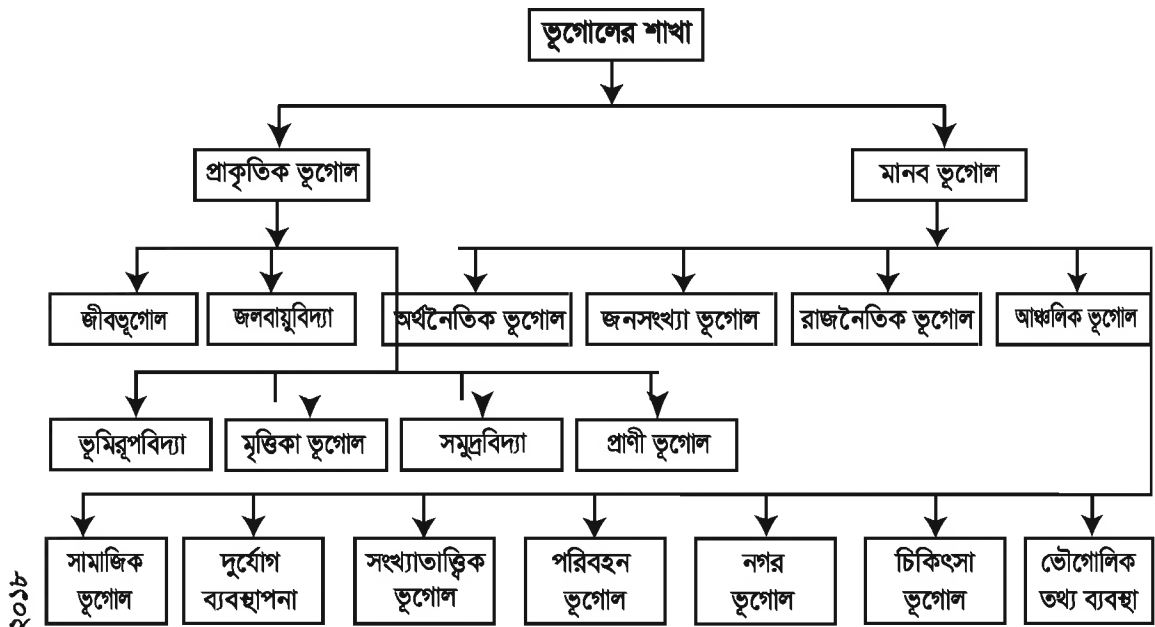 ভূগোলের শাখা
প্রাকৃতিক ভূগোল
মানব ভূগোল
জীবভূগোল
জলবায়ুবিদ্যা
অর্থনৈতিক ভূগোল
জনসংখ্যা ভূগোল
রাজনৈতিক ভূগোল
আঞ্চলিক ভূগোল
ভূমিরূপবিদ্যা
মৃত্তিকা ভূগোল
সমুদ্রবিদ্যা
প্রাণী ভূগোল
সামাজিক
ভূগোল
দুর্যোগ
ব্যবস্থাপনা
সংখ্যাতাত্ত্বিক
ভূগোল
পরিবহন
ভূগোল
নগর
ভূগোল
চিকিৎসা
ভূগোল
ভৌগোলিক
তথ্য ব্যবস্থা
২০১৮